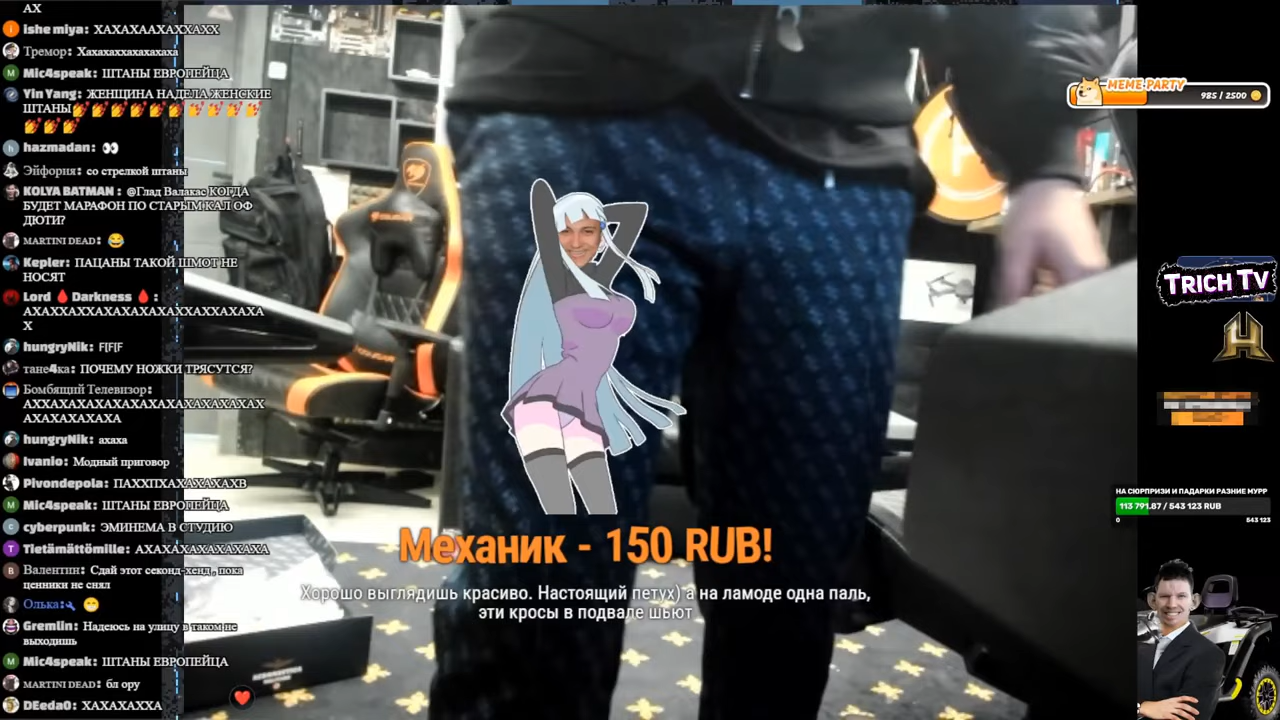 АХ
ishe miya: ХАХАХААХАХХАХХ
Тремор: Хахахаххахахахаха
Mic4speak: ШТАНЫ ЕВРОПЕЙЦА
Yin Yang: ЖЕНЩИНА НАДЕЛА ЖЕНСКИЕ
ШТАНЫ💅💅💅💅💅💅💅💅💅💅
💅💅💅
hazmadan: 👀
Эйфория: со стрелкой штаны
KOLYA BATMAN : @Глад Валакас КОГДА
БУДЕТ МАРАФОН ПО СТАРЫМ КАЛ ОФ
ДЮТИ?
MARTINI DEAD: 😂
Kepler: ПАЦАНЫ ТАКОЙ ШМОТ НЕ
НОСЯТ
Lord 🩸 Darkness 🩸 :
АХАХХАХХАХАХАХАХАХХАХХАХАХА
Х
hungryNik: F[F[F
тане4ка: ПОЧЕМУ НОЖКИ ТРЯСУТСЯ?
Бомбящий Телевизор:
АХХАХАХАХАХАХАХАХАХАХАХАХАХ
АХАХАХАХАХА
hungryNik: ахаха
Ivanio: Модный приговор
Pivondepola: ПАХХПХАХАХАХАХВ
Mic4speak: ШТАНЫ ЕВРОПЕЙЦА
cyberpunk: ЭМИНЕМА В СТУДИЮ
Tietämättömille: АХАХАХАХАХАХАХА
Валентин: Сдай этот секонд-хенд , пока
ценники не снял
Олька: 😁
Gremlin: Надеюсь на улицу в таком не
выходишь
Mic4speak: ШТАНЫ ЕВРОПЕЙЦА
MARTINI DEAD: бл ору
DEeda0: ХАХАХАХХА
Механик - 150 RUB!
Хорошо выглядишь красиво. Настоящий петух) а на ламоде одна паль,
эти кросы в подвале шьют
MEME PARTY
985 / 2500
TRICH TV
НА СЮРПРИЗИ И ПАДАРКИ РАЗНИЕ МУРР
113 791.87 / 543 123 RUB
0 543 123